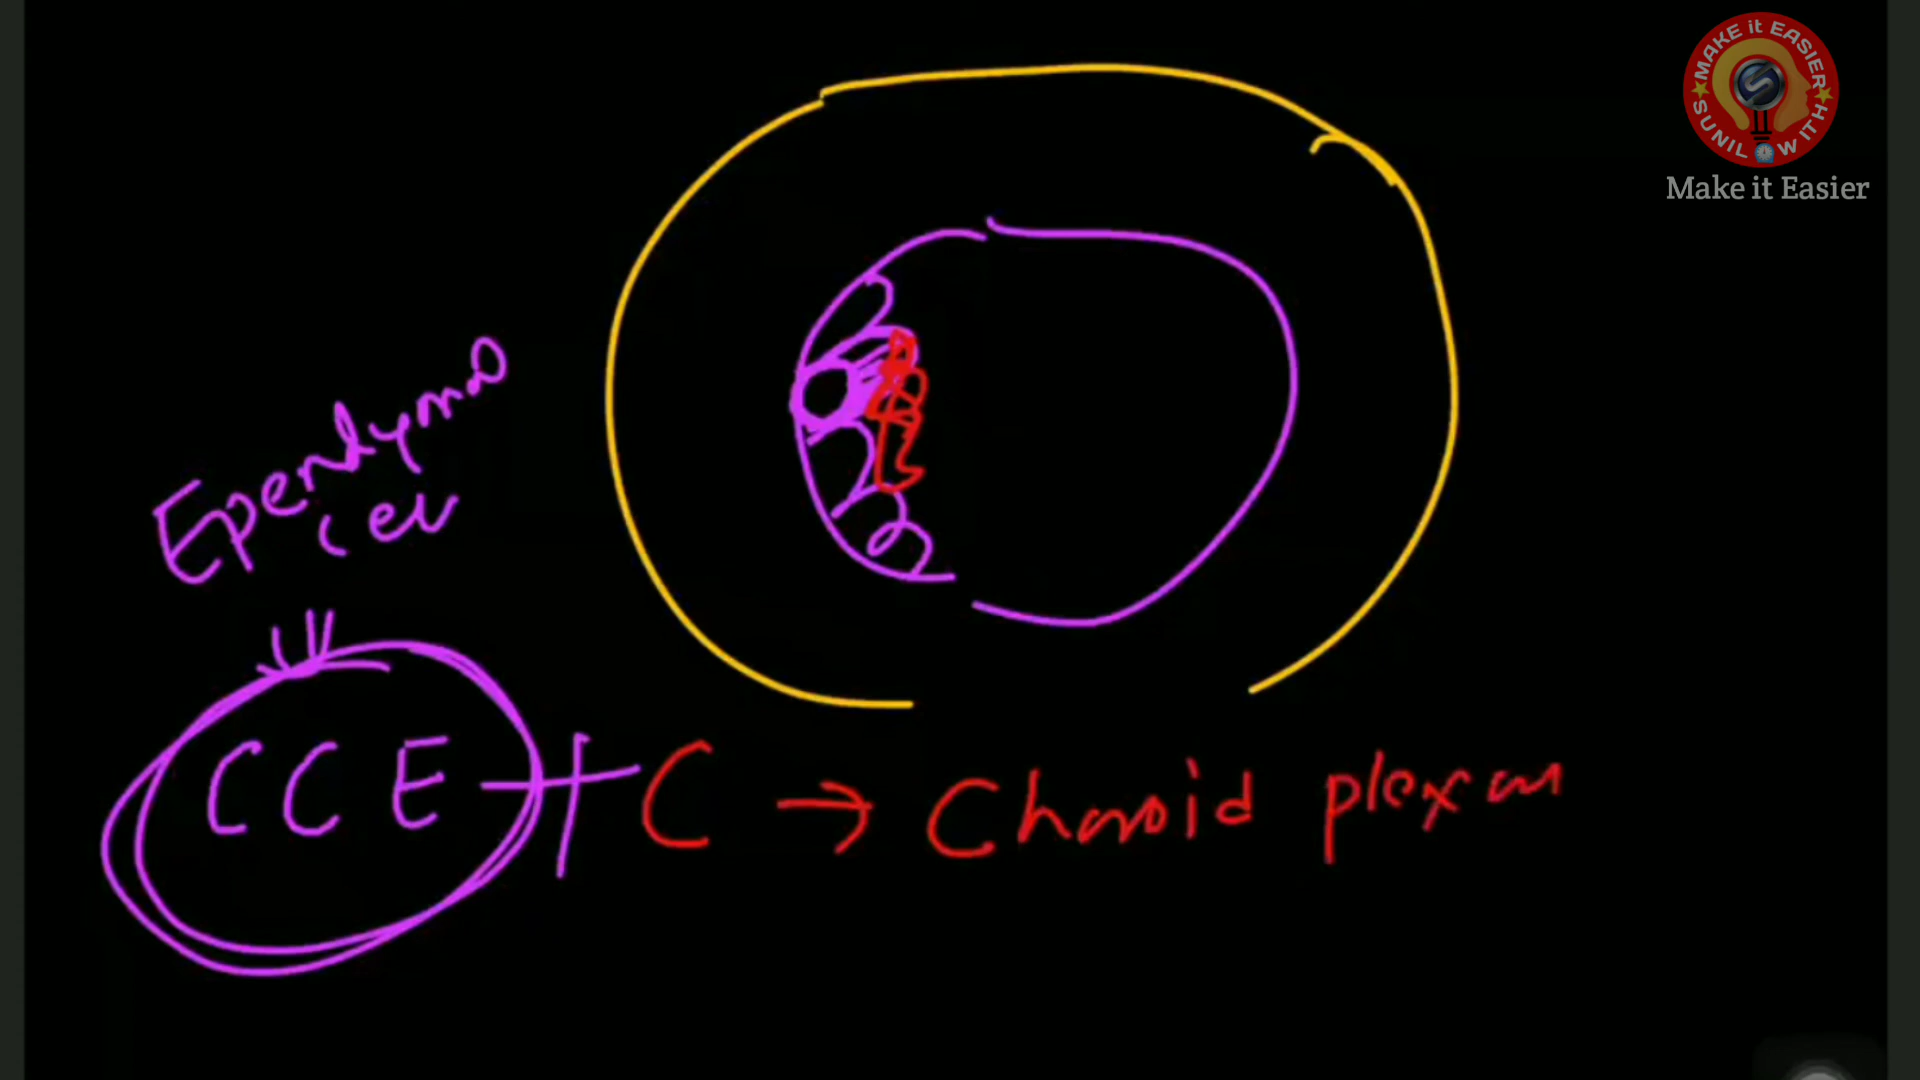 MAKE it EASIER
WITH SUNIL
Make it Easier
Ependymal
cell
CCE + C → Choroid plexus